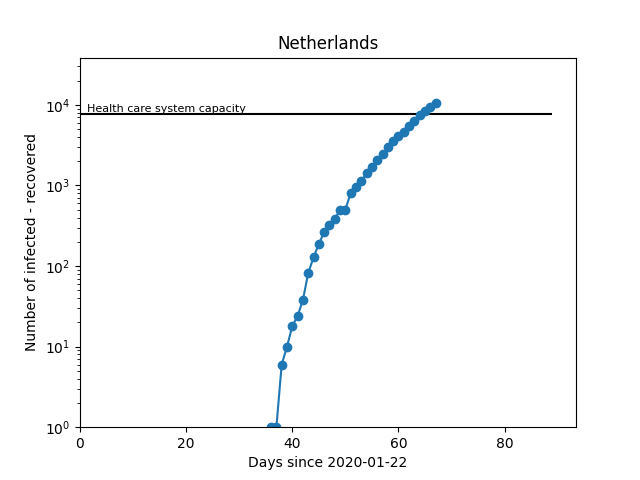 Netherlands
Number of infected - recovered
10⁴
10³
10²
10¹
10⁰
Health care system capacity
0 20 40 60 80
Days since 2020-01-22